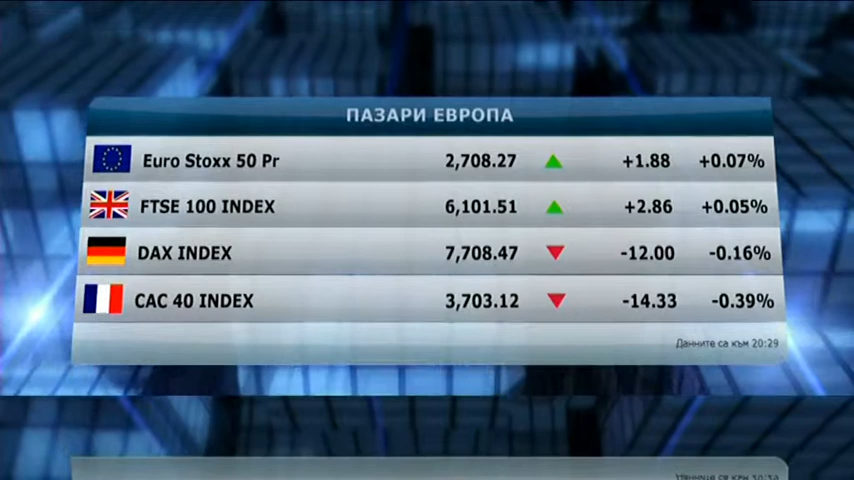 ПАЗАРИ ЕВРОПА
Euro Stoxx 50 Pr 2,708.27 +1.88 +0.07%
FTSE 100 INDEX 6,101.51 +2.86 +0.05%
DAX INDEX 7,708.47 -12.00 -0.16%
CAC 40 INDEX 3,703.12 -14.33 -0.39%
Данните са към 20:29